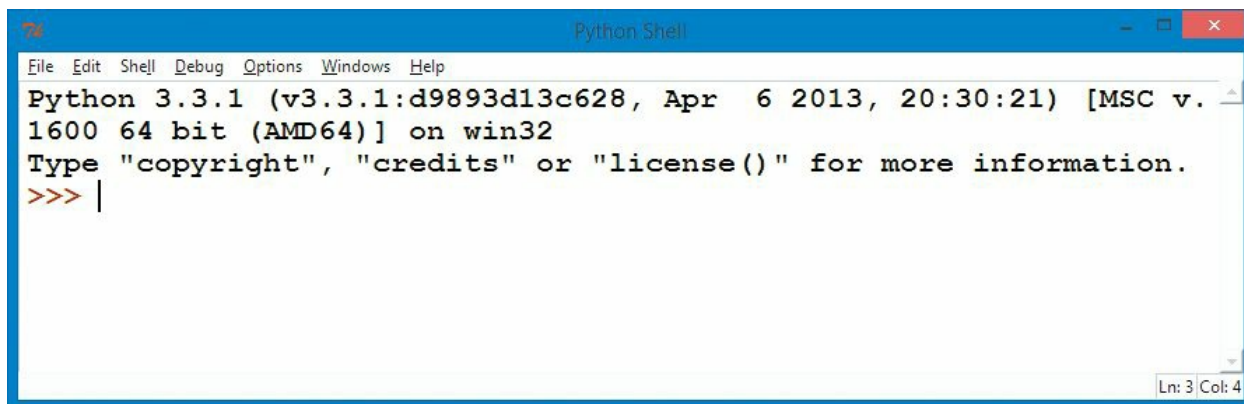 Python Shell
File Edit Shell Debug Options Windows Help
Python 3.3.1 (v3.3.1:d9893d13c628, Apr  6 2013, 20:30:21) [MSC v.
1600 64 bit (AMD64)] on win32
Type "copyright", "credits" or "license()" for more information.
>>>
Ln: 3 Col: 4